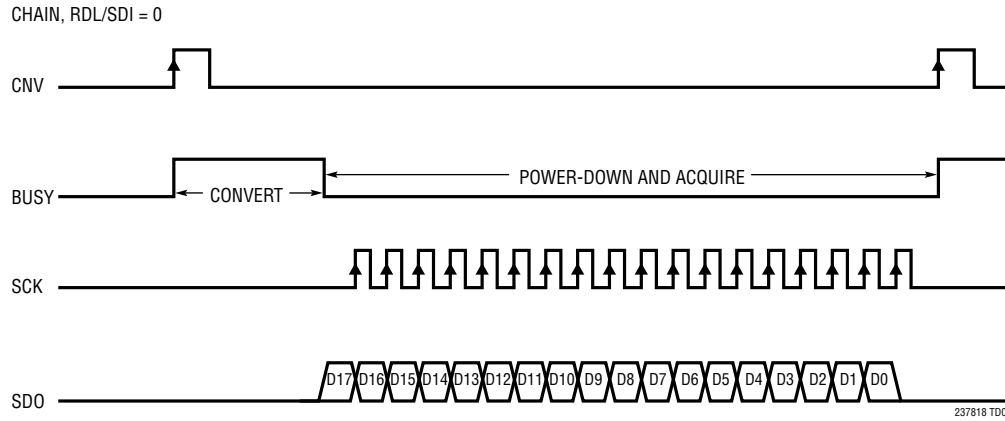 CHAIN, RDL/SDI = 0
CNV
BUSY
CONVERT
POWER-DOWN AND ACQUIRE
SCK
SDO
D17 D16 D15 D14 D13 D12 D11 D10 D9 D8 D7 D6 D5 D4 D3 D2 D1 D0
237818